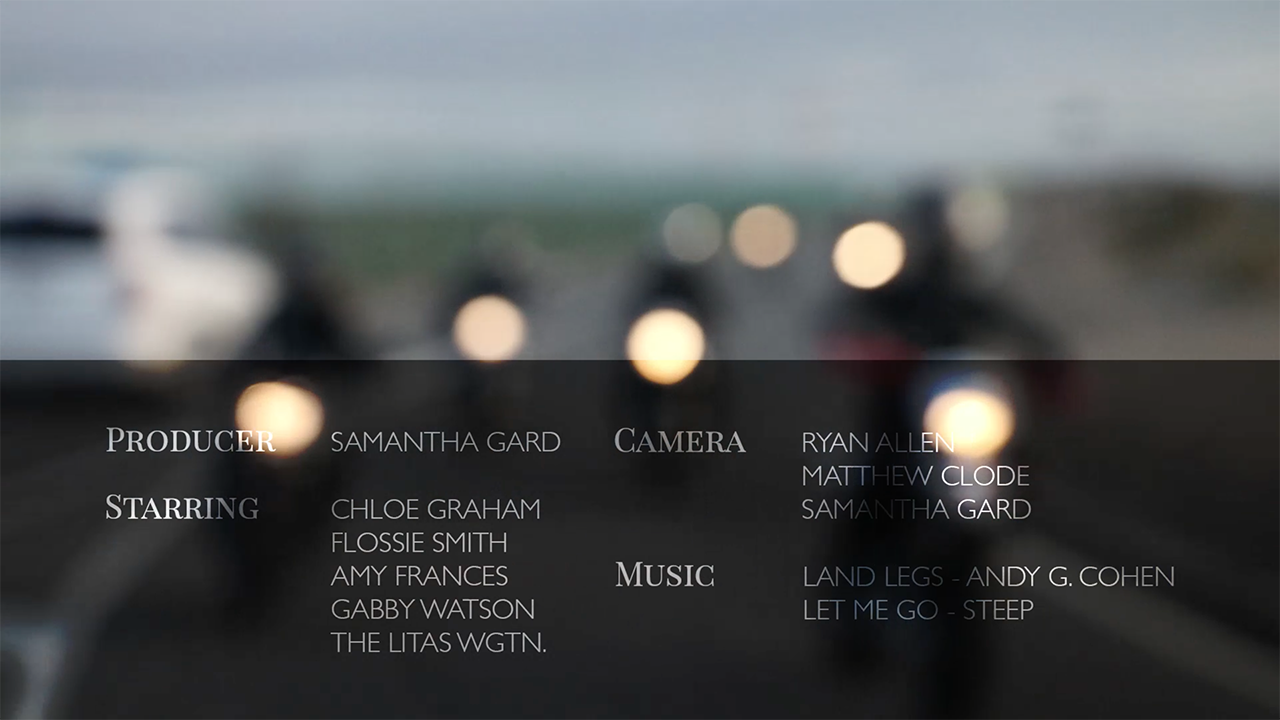 PRODUCER SAMANTHA GARD
STARRING CHLOE GRAHAM
FLOSSIE SMITH
AMY FRANCES
GABBY WATSON
THE LITAS WGTN.
CAMERA RYAN ALLEN
MATTHEW CLODE
SAMANTHA GARD
MUSIC LAND LEGS - ANDY G. COHEN
LET ME GO - STEEP